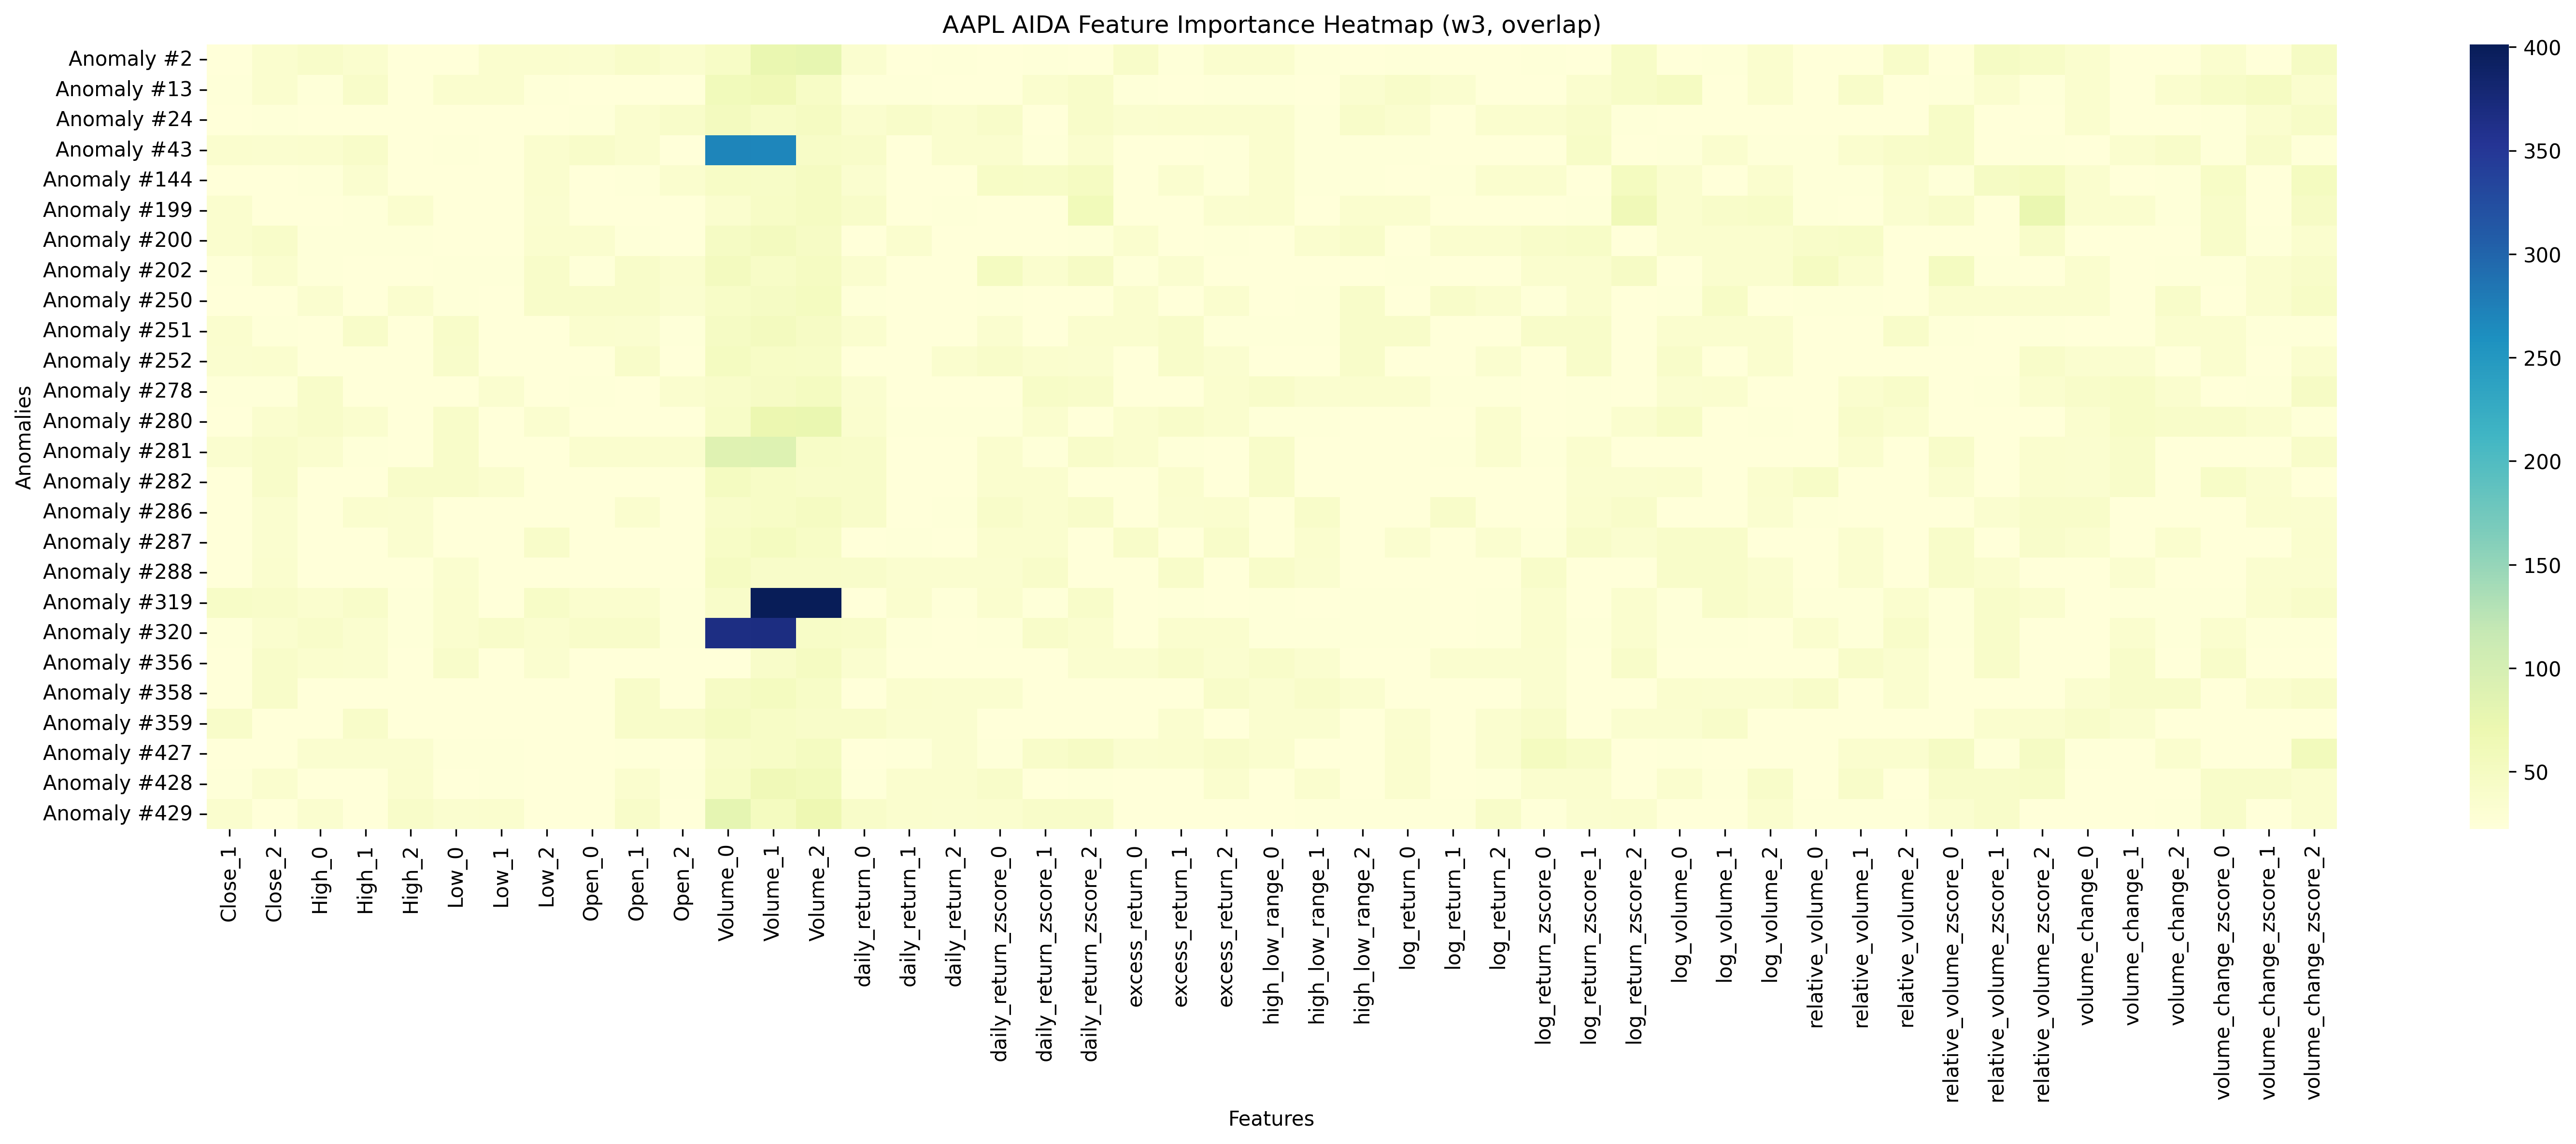 AAPL AIDA Feature Importance Heatmap (w3, overlap)
Anomalies
Anomaly #2
Anomaly #13
Anomaly #24
Anomaly #43
Anomaly #144
Anomaly #199
Anomaly #200
Anomaly #202
Anomaly #250
Anomaly #251
Anomaly #252
Anomaly #278
Anomaly #280
Anomaly #281
Anomaly #282
Anomaly #286
Anomaly #287
Anomaly #288
Anomaly #319
Anomaly #320
Anomaly #356
Anomaly #358
Anomaly #359
Anomaly #427
Anomaly #428
Anomaly #429
Close_1
Close_2
High_0
High_1
High_2
Low_0
Low_1
Low_2
Open_0
Open_1
Open_2
Volume_0
Volume_1
Volume_2
daily_return_0
daily_return_1
daily_return_2
daily_return_zscore_0
daily_return_zscore_1
daily_return_zscore_2
excess_return_0
excess_return_1
excess_return_2
high_low_range_0
high_low_range_1
high_low_range_2
log_return_0
log_return_1
log_return_2
log_return_zscore_0
log_return_zscore_1
log_return_zscore_2
log_volume_0
log_volume_1
log_volume_2
relative_volume_0
relative_volume_1
relative_volume_2
relative_volume_zscore_0
relative_volume_zscore_1
relative_volume_zscore_2
volume_change_0
volume_change_1
volume_change_2
volume_change_zscore_0
volume_change_zscore_1
volume_change_zscore_2
Features
400
350
300
250
200
150
100
50